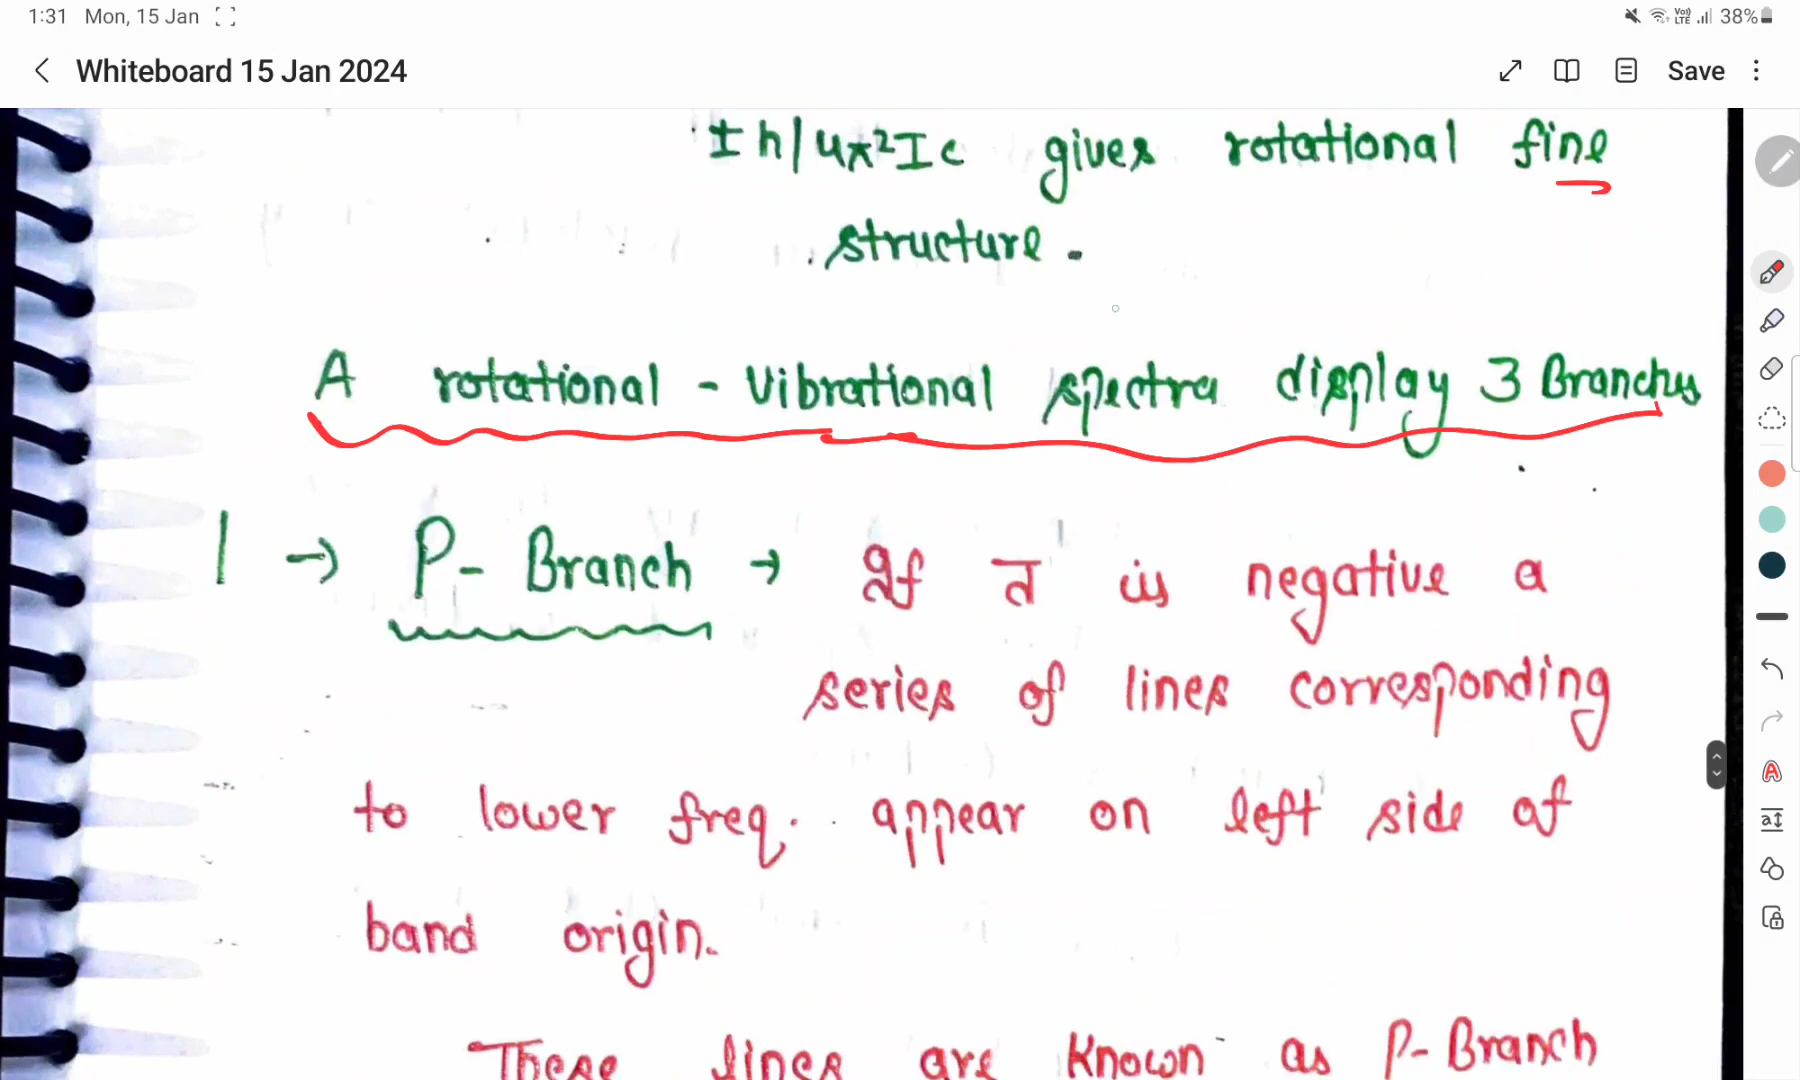 1:31 Mon, 15 Jan
VoLTE 38%
Whiteboard 15 Jan 2024
Save
± h/4π²Ic gives rotational fine
structure.
A rotational - Vibrational spectra display 3 Branches
1 → P- Branch → If is negative a
series of lines corresponding
to lower freq. appear on left side of
band origin.
These lines are known as P-Branch